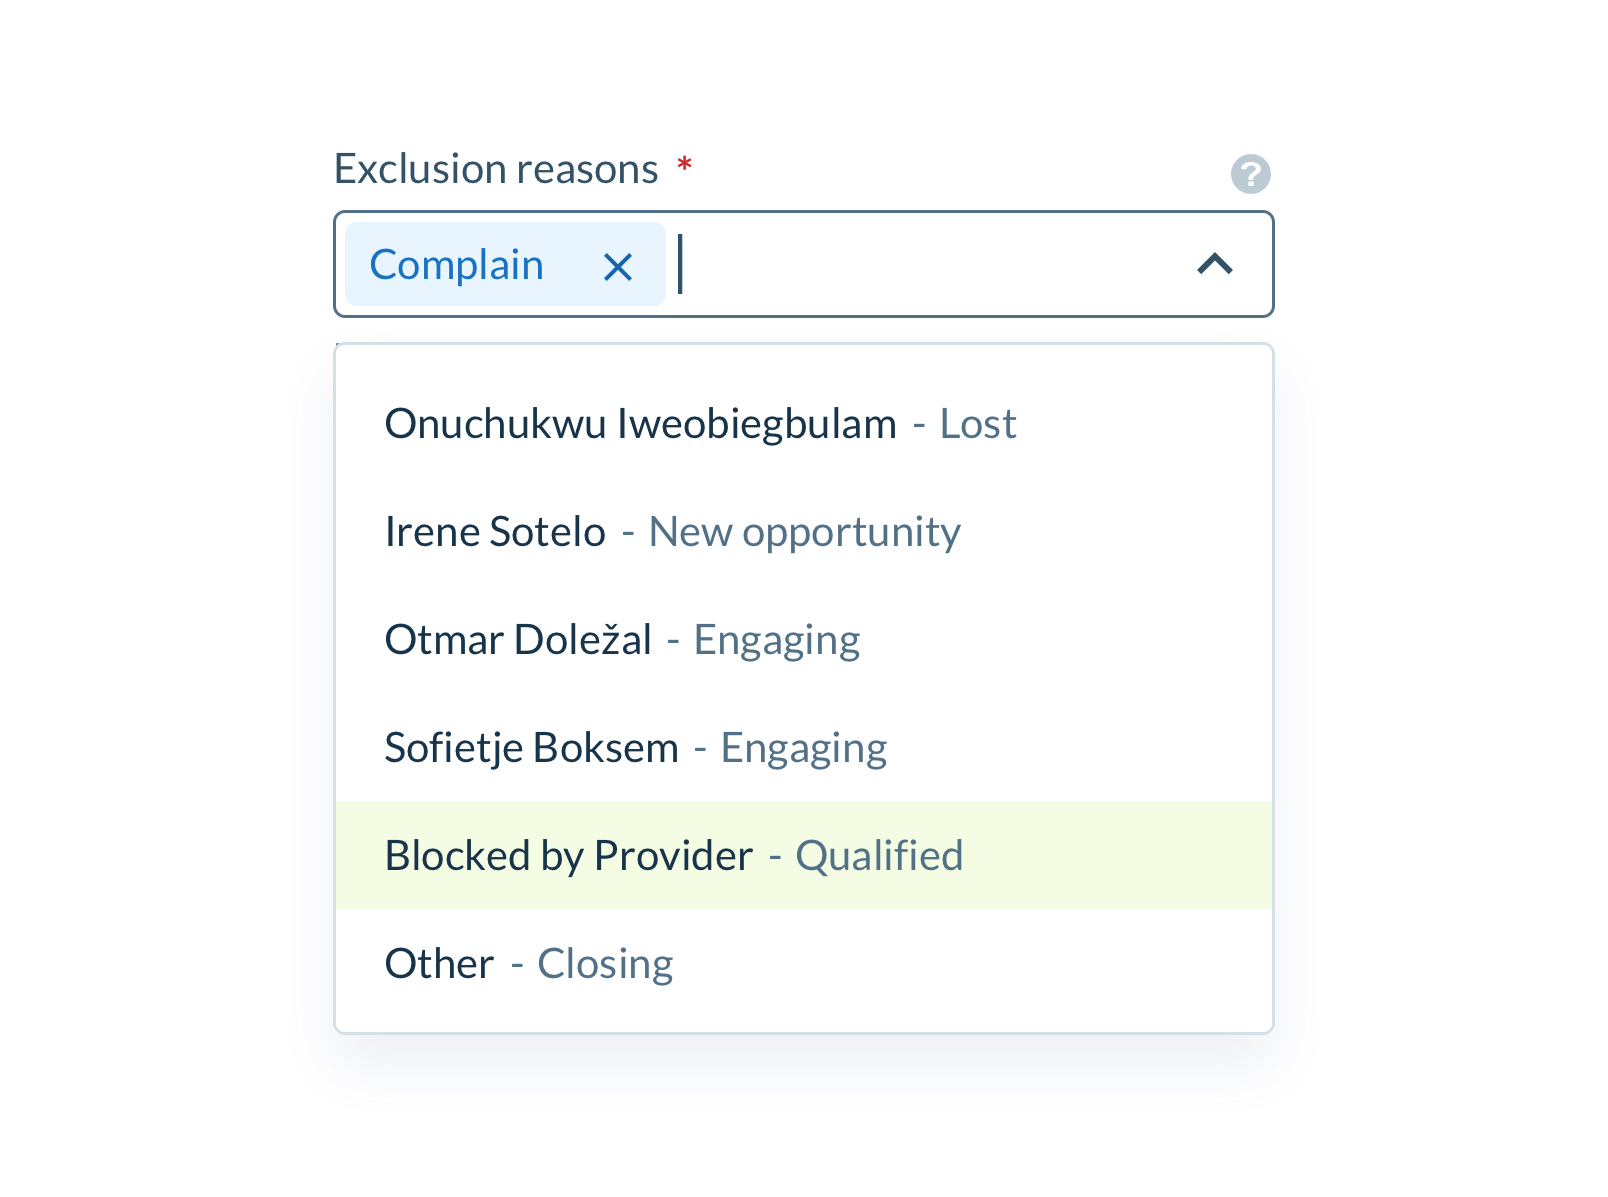 Exclusion reasons *
?
Complain
Onuchukwu Iweobiegbulam - Lost
Irene Sotelo - New opportunity
Otmar Doležal - Engaging
Sofietje Boksem - Engaging
Blocked by Provider - Qualified
Other - Closing